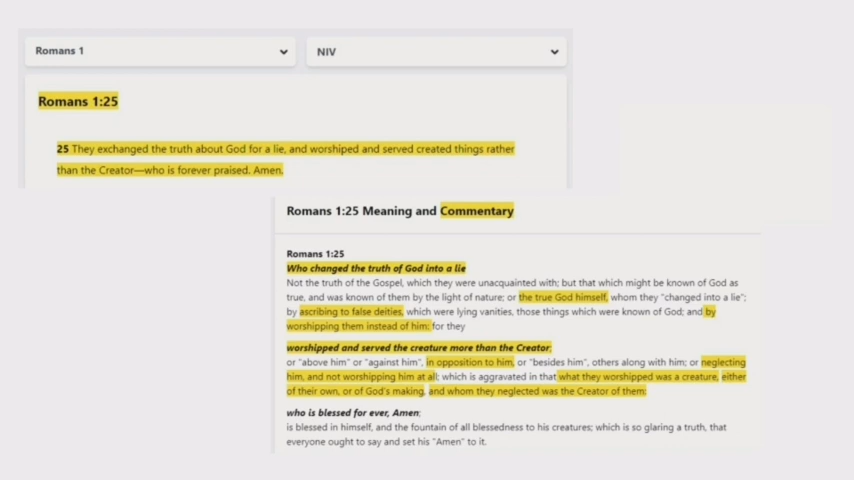 Romans 1
NIV
Romans 1:25
25 They exchanged the truth about God for a lie, and worshiped and served created things rather
than the Creator—who is forever praised. Amen.
Romans 1:25 Meaning and Commentary
Romans 1:25
Who changed the truth of God into a lie
Not the truth of the Gospel, which they were unacquainted with; but that which might be known of God as
true, and was known of them by the light of nature; or the true God himself, whom they "changed into a lie";
by ascribing to false deities, which were lying vanities, those things which were known of God; and by
worshipping them instead of him: for they
worshipped and served the creature more than the Creator;
or "above him" or "against him", in opposition to him, or "besides him", others along with him; or neglecting
him, and not worshipping him at all; which is aggravated in that what they worshipped was a creature, either
of their own, or of God's making, and whom they neglected was the Creator of them:
who is blessed for ever, Amen;
is blessed in himself, and the fountain of all blessedness to his creatures; which is so glaring a truth, that
everyone ought to say and set his "Amen" to it.